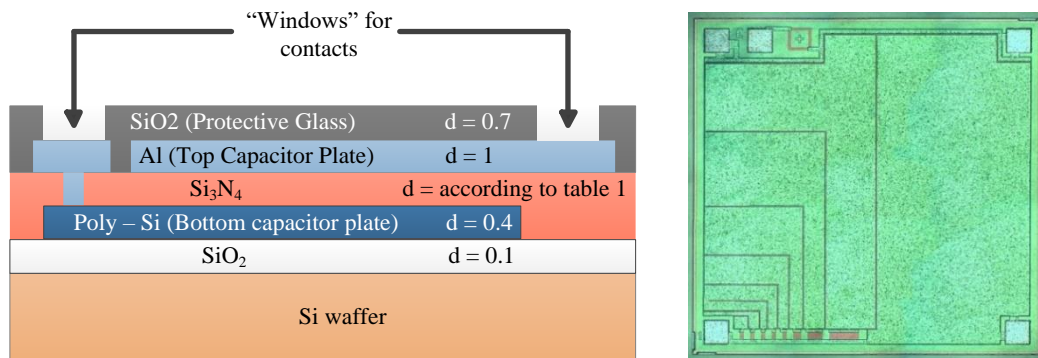 “Windows” for
contacts
SiO2 (Protective Glass) d = 0.7
Al (Top Capacitor Plate) d = 1
Si₃N₄ d = according to table 1
Poly – Si (Bottom capacitor plate) d = 0.4
SiO₂ d = 0.1
Si waffer